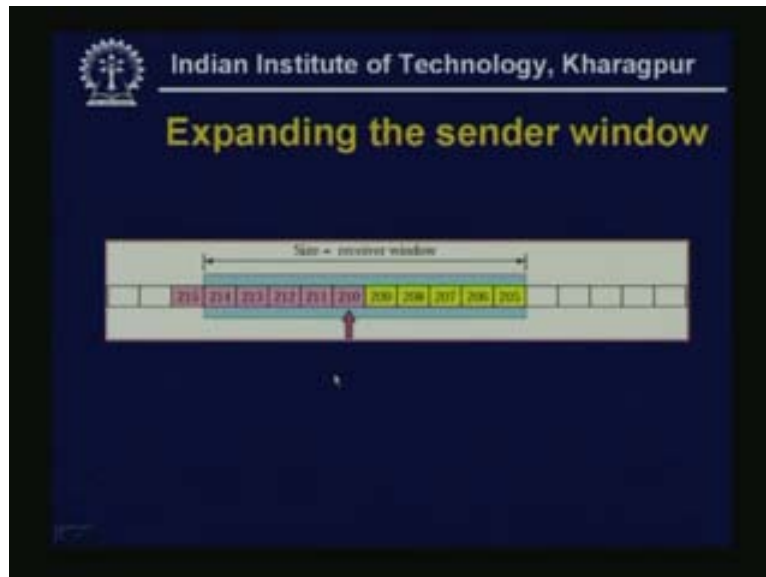 Indian Institute of Technology, Kharagpur
Expanding the sender window
Size = receiver window
215 214 213 212 211 210 209 208 207 206 205